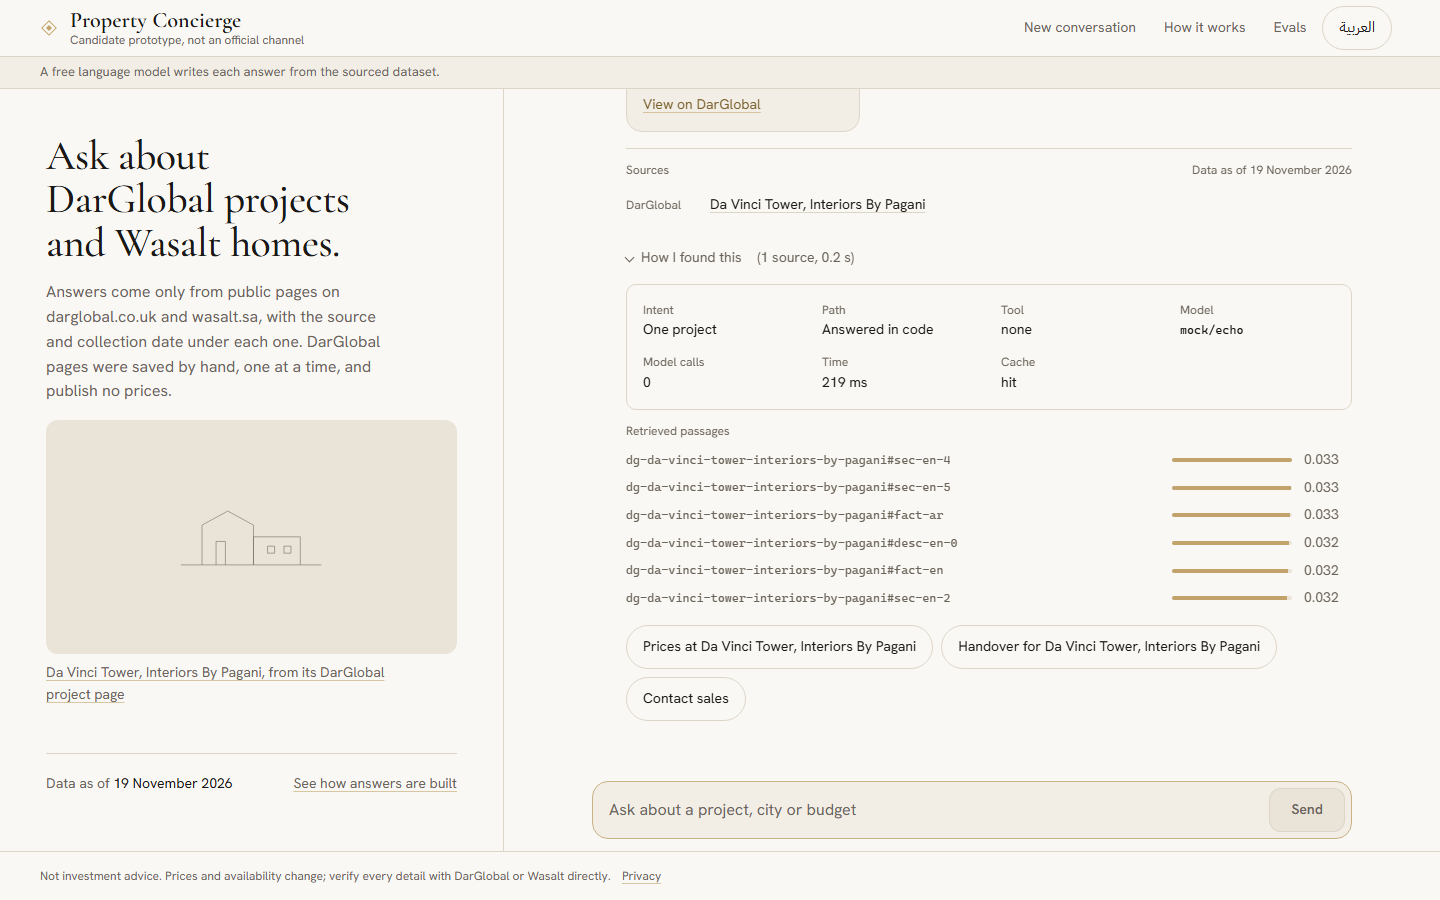 Property Concierge
Candidate prototype, not an official channel
New conversation
How it works
Evals
العربية
A free language model writes each answer from the sourced dataset.
Ask about
DarGlobal projects
and Wasalt homes.
Answers come only from public pages on
darglobal.co.uk and wasalt.sa, with the source
and collection date under each one. DarGlobal
pages were saved by hand, one at a time, and
publish no prices.
Da Vinci Tower, Interiors By Pagani, from its DarGlobal
project page
Data as of 19 November 2026
See how answers are built
View on DarGlobal
Sources
Data as of 19 November 2026
DarGlobal
Da Vinci Tower, Interiors By Pagani
How I found this (1 source, 0.2 s)
Intent
One project
Path
Answered in code
Tool
none
Model
mock/echo
Model calls
0
Time
219 ms
Cache
hit
Retrieved passages
dg-da-vinci-tower-interiors-by-pagani#sec-en-4 0.033
dg-da-vinci-tower-interiors-by-pagani#sec-en-5 0.033
dg-da-vinci-tower-interiors-by-pagani#fact-ar 0.033
dg-da-vinci-tower-interiors-by-pagani#desc-en-0 0.032
dg-da-vinci-tower-interiors-by-pagani#fact-en 0.032
dg-da-vinci-tower-interiors-by-pagani#sec-en-2 0.032
Prices at Da Vinci Tower, Interiors By Pagani
Handover for Da Vinci Tower, Interiors By Pagani
Contact sales
Ask about a project, city or budget
Send
Not investment advice. Prices and availability change; verify every detail with DarGlobal or Wasalt directly. Privacy